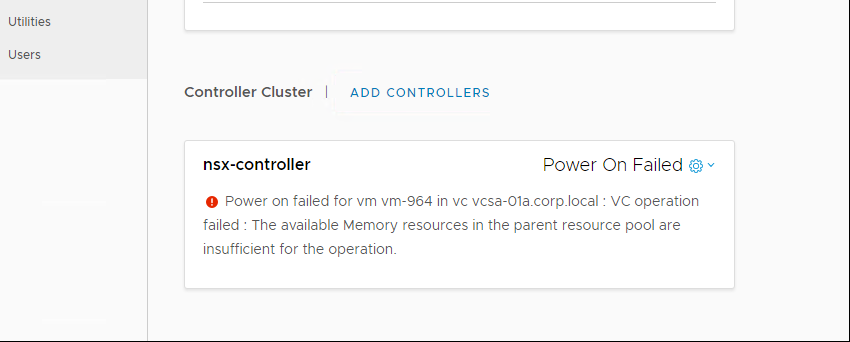 Utilities
Users
Controller Cluster | ADD CONTROLLERS
nsx-controller Power On Failed
Power on failed for vm vm-964 in vc vcsa-01a.corp.local : VC operation
failed : The available Memory resources in the parent resource pool are
insufficient for the operation.